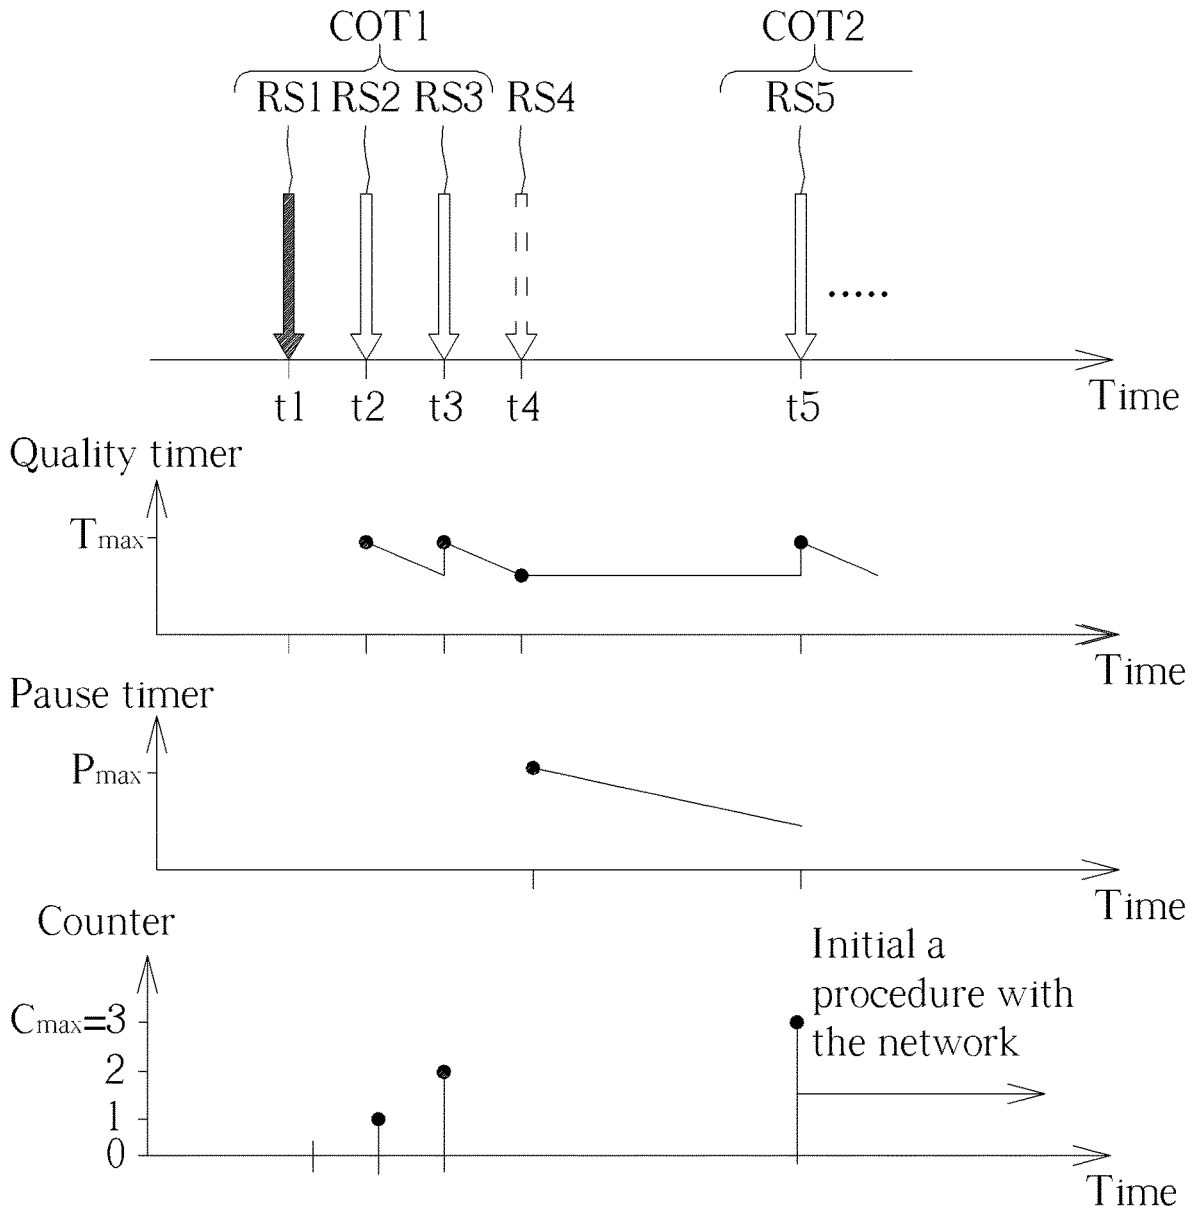 COT1 COT2
RS1 RS2 RS3 RS4 RS5
t1 t2 t3 t4 t5
Time
Quality timer
Tmax
Time
Pause timer
Pmax
Time
Counter
Initial a
procedure with
the network
Cmax=3
2
1
0
Time